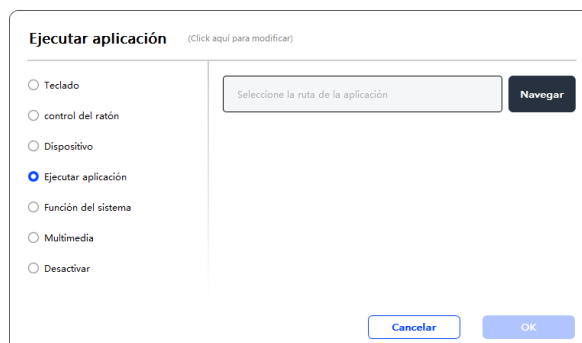 Ejecutar aplicación (Click aquí para modificar)
Teclado
Seleccione la ruta de la aplicación Navegar
control del ratón
Dispositivo
Ejecutar aplicación
Función del sistema
Multimedia
Desactivar
Cancelar OK